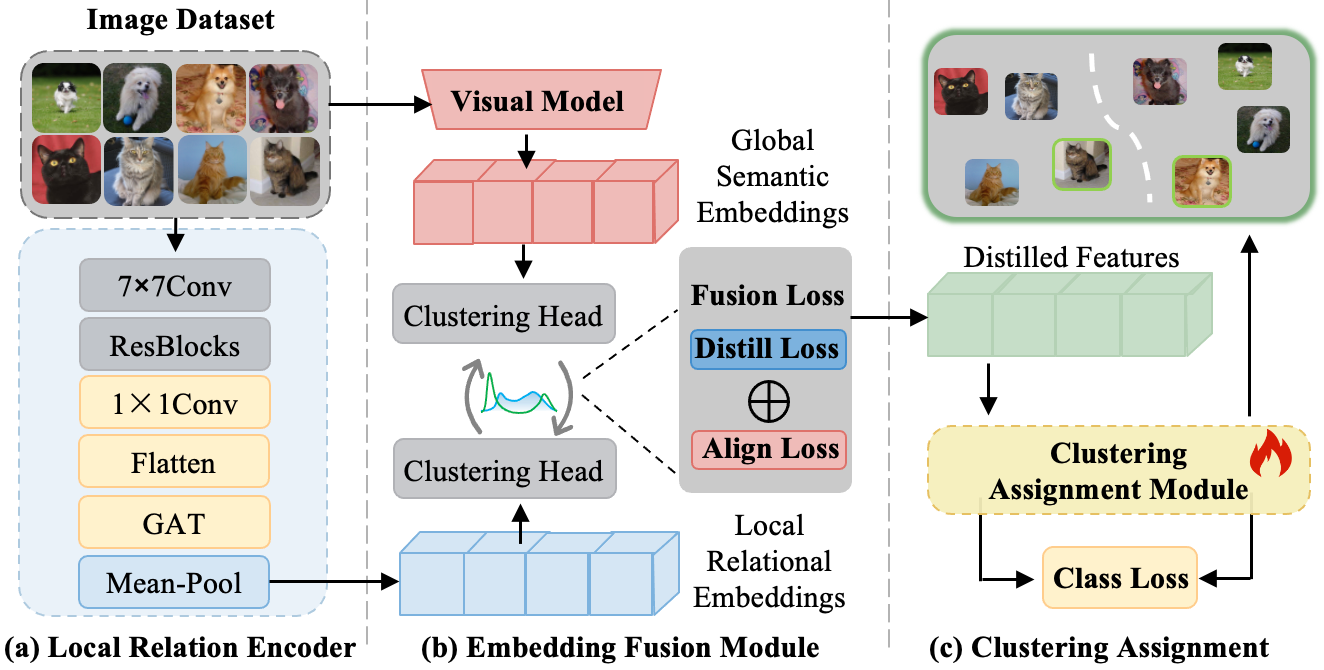 Image Dataset
7×7Conv
ResBlocks
1×1Conv
Flatten
GAT
Mean-Pool
(a) Local Relation Encoder
Visual Model
Global
Semantic
Embeddings
Clustering Head
Fusion Loss
Distill Loss
Align Loss
Clustering Head
Local
Relational
Embeddings
(b) Embedding Fusion Module
Distilled Features
Clustering
Assignment Module
Class Loss
(c) Clustering Assignment